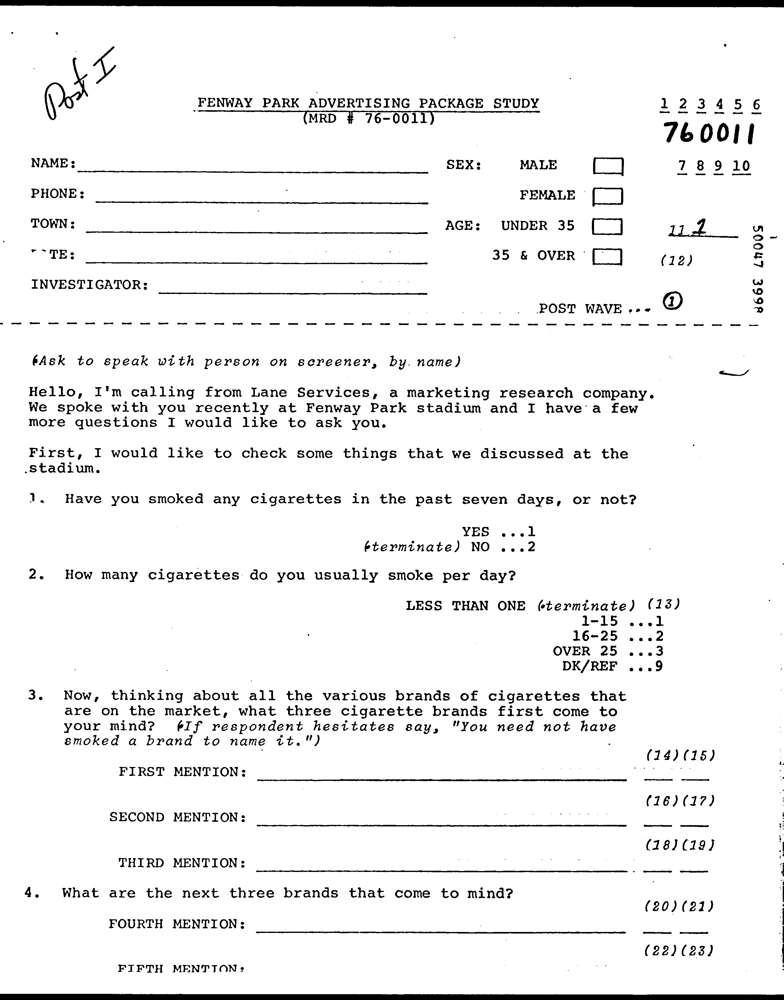 Post I
FENWAY PARK ADVERTISING PACKAGE STUDY
(MRD # 76-0011)
1 2 3 4 5 6
760011
NAME: SEX: MALE 7 8 9 10
PHONE: FEMALE
TOWN: AGE: UNDER 35 11 1
TE: 35 & OVER (12)
INVESTIGATOR:
POST WAVE ... 1
50047 3998
(Ask to speak with person on screener, by name)
Hello, I'm calling from Lane Services, a marketing research company.
We spoke with you recently at Fenway Park stadium and I have a few
more questions I would like to ask you.
First, I would like to check some things that we discussed at the
stadium.
1. Have you smoked any cigarettes in the past seven days, or not?
YES ...1
(terminate) NO ...2
2. How many cigarettes do you usually smoke per day?
LESS THAN ONE (terminate) (13)
1-15 ...1
16-25 ...2
OVER 25 ...3
DK/REF ...9
3. Now, thinking about all the various brands of cigarettes that
are on the market, what three cigarette brands first come to
your mind? (If respondent hesitates say, "You need not have
smoked a brand to name it.")
(14)(15)
FIRST MENTION:
(16)(17)
SECOND MENTION:
(18)(19)
THIRD MENTION:
4. What are the next three brands that come to mind?
(20)(21)
FOURTH MENTION:
(22)(23)
FIFTH MENTION: